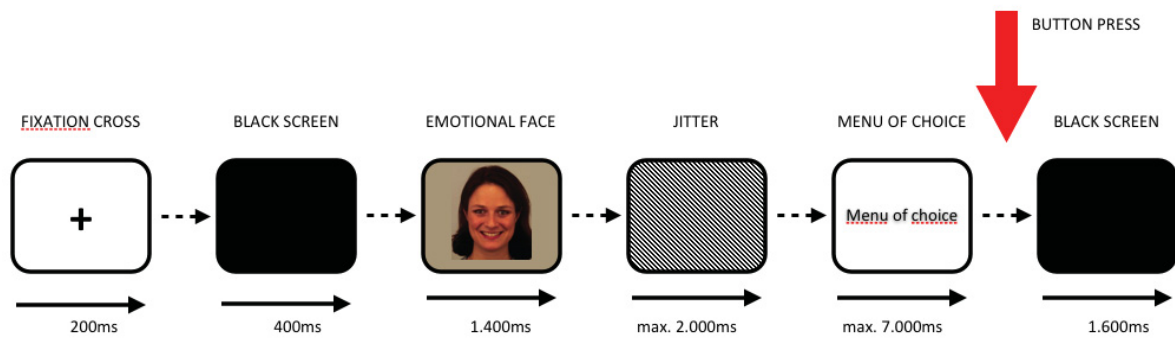 BUTTON PRESS
FIXATION CROSS
BLACK SCREEN
EMOTIONAL FACE
JITTER
MENU OF CHOICE
BLACK SCREEN
+
Menu of choice
200ms
400ms
1.400ms
max. 2.000ms
max. 7.000ms
1.600ms